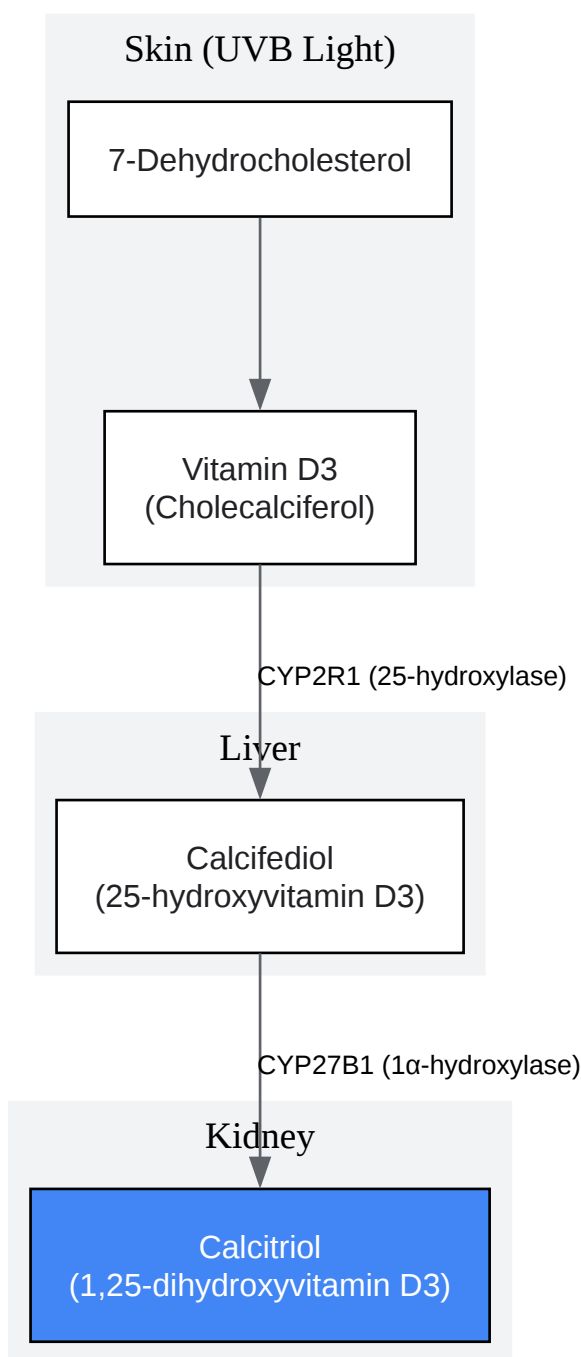 Skin (UVB Light)
7-Dehydrocholesterol
Vitamin D3
(Cholecalciferol)
CYP2R1 (25-hydroxylase)
Liver
Calcifediol
(25-hydroxyvitamin D3)
CYP27B1 (1α-hydroxylase)
Kidney
Calcitriol
(1,25-dihydroxyvitamin D3)